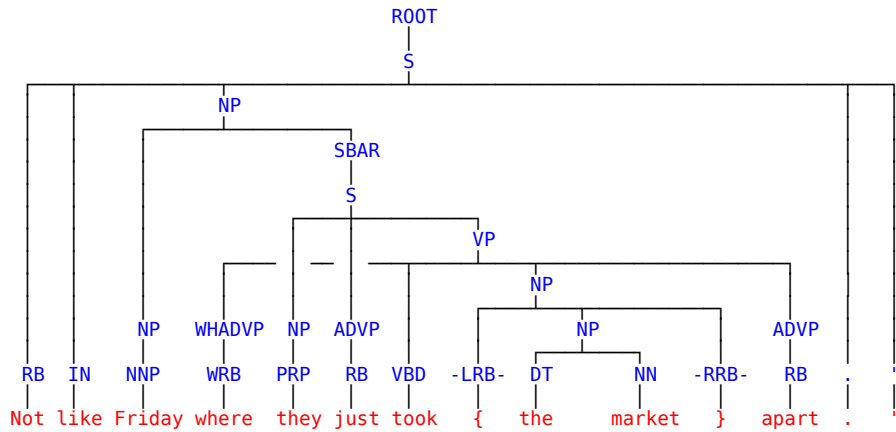 ROOT
S
NP
SBAR
S
VP
NP
NP WHADVP NP ADVP NP ADVP
RB IN NNP WRB PRP RB VBD -LRB- DT NN -RRB- RB . '
Not like Friday where they just took { the market } apart . '